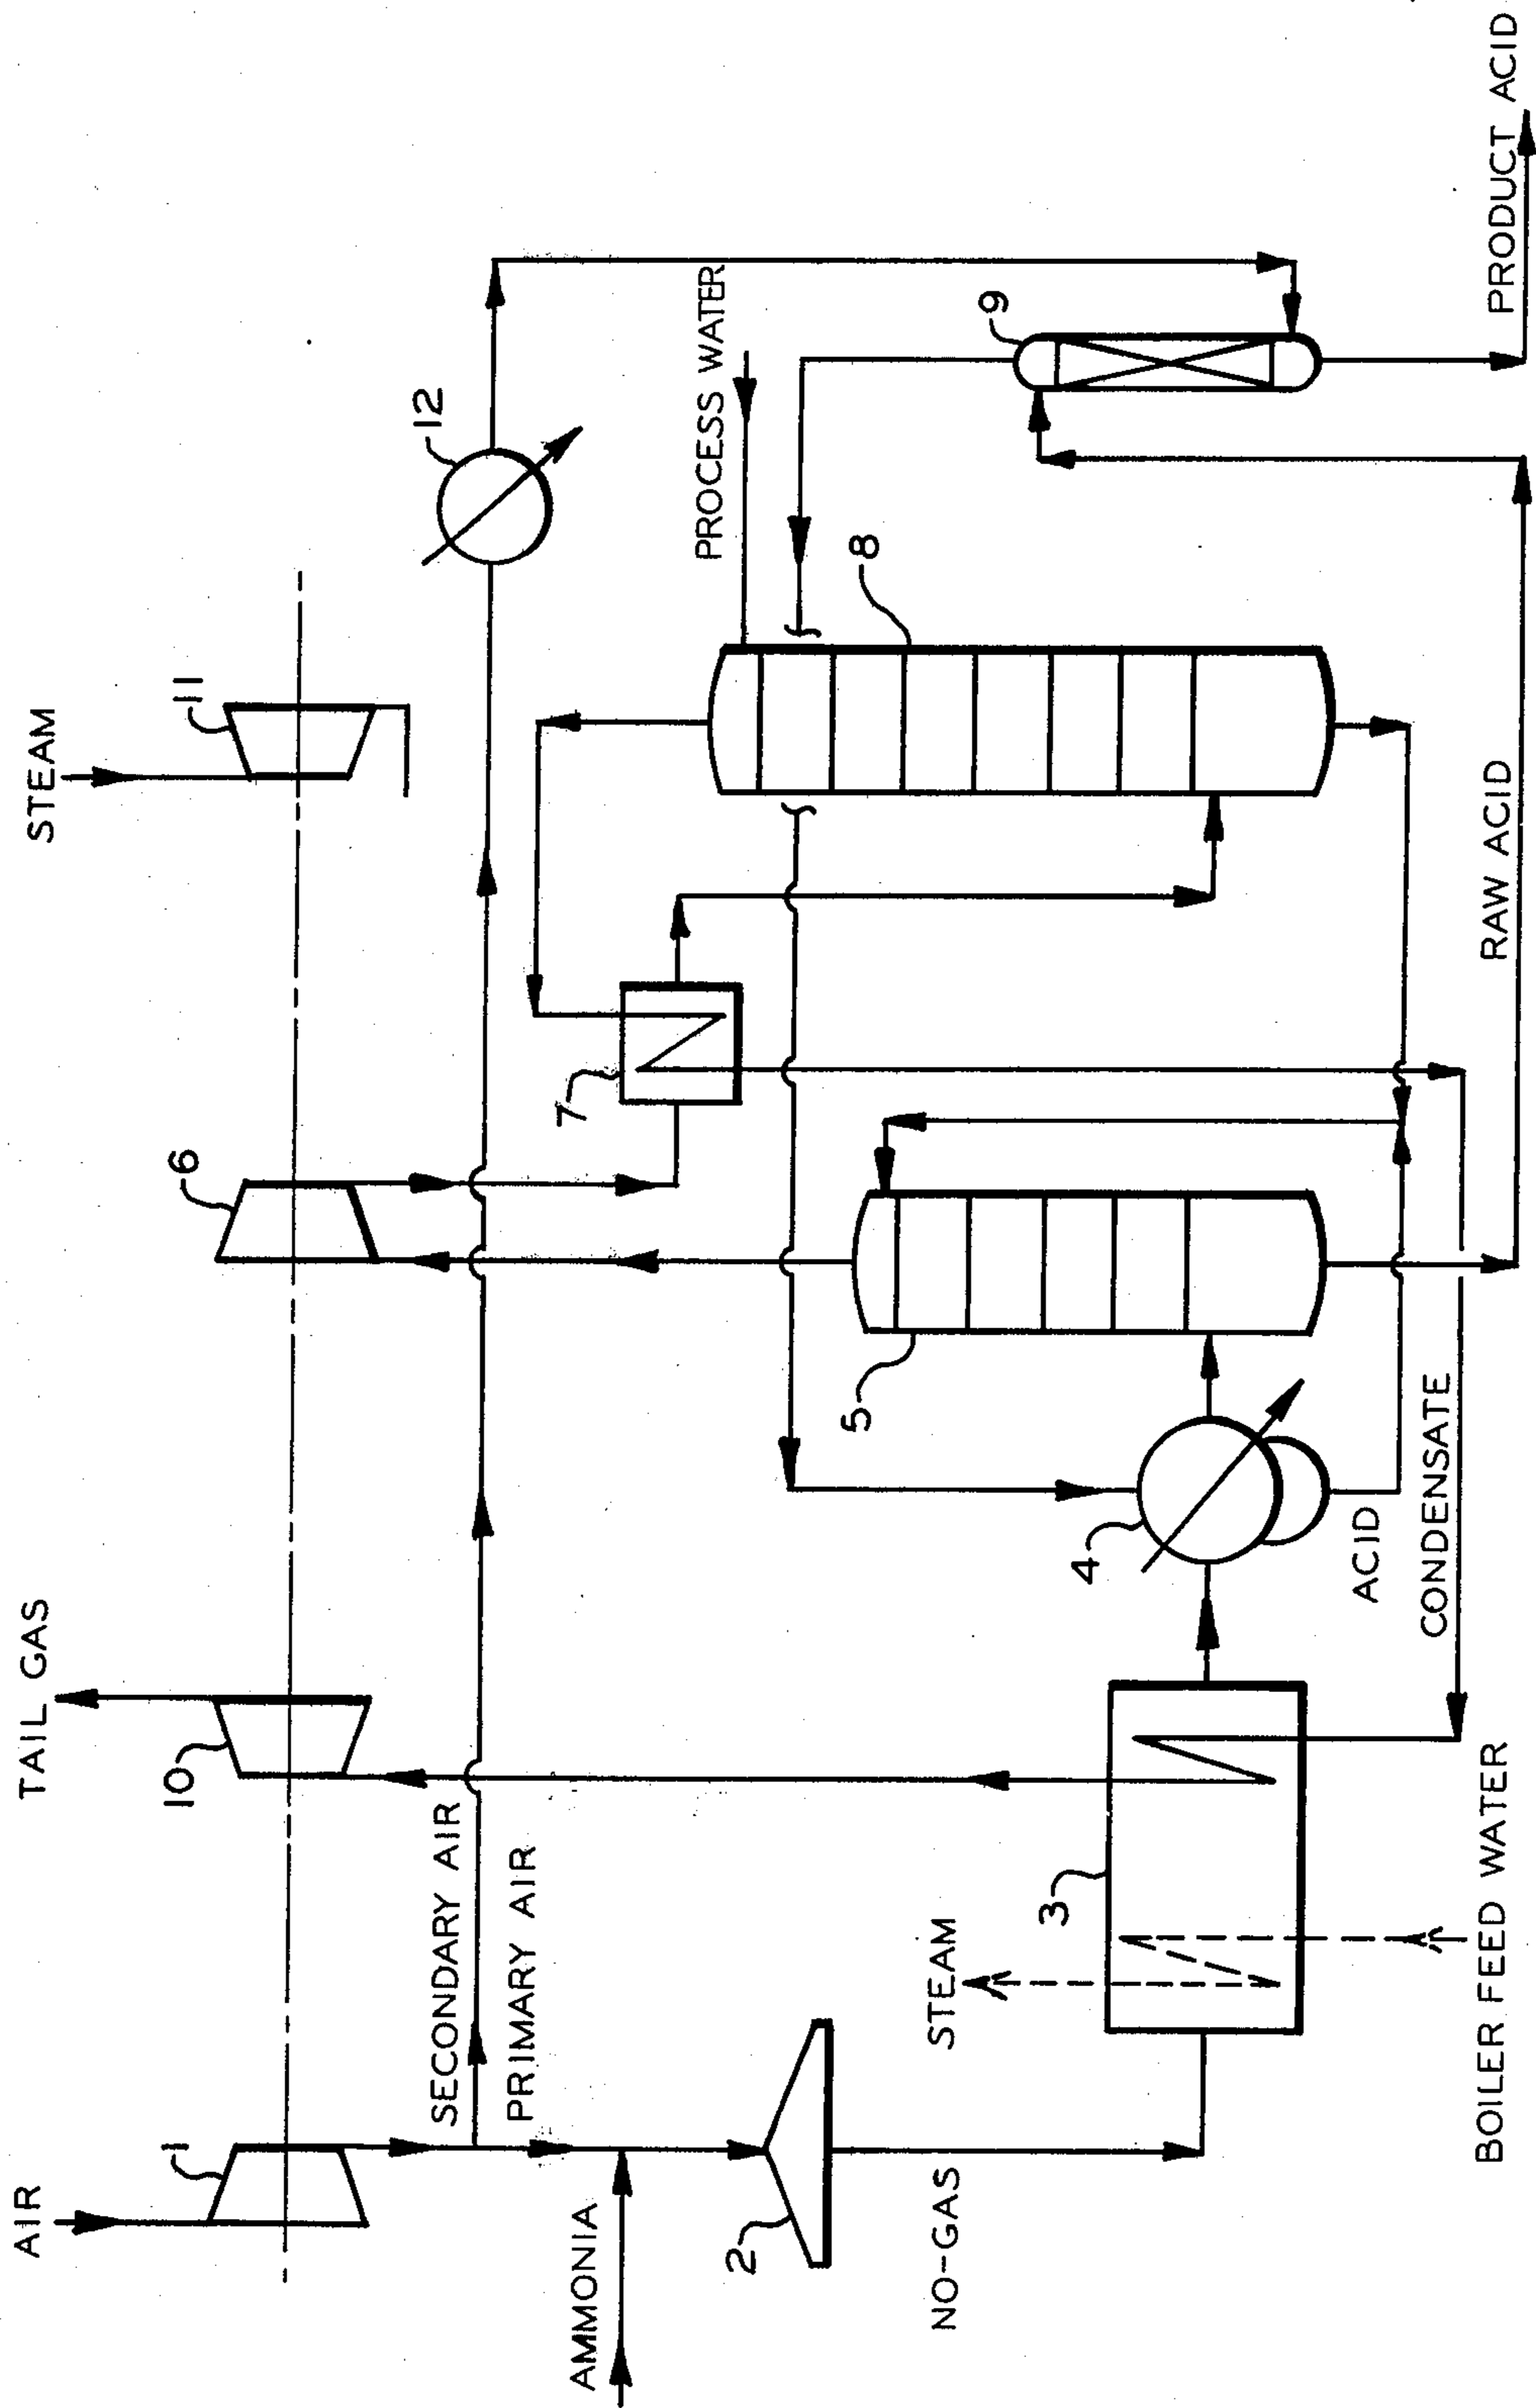 AIR
1
TAIL GAS
10
6
STEAM
11
SECONDARY AIR
PRIMARY AIR
12
AMMONIA
2
NO-GAS
STEAM
3
BOILER FEED WATER
4
ACID
CONDENSATE
5
7
8
PROCESS WATER
9
RAW ACID
PRODUCT ACID